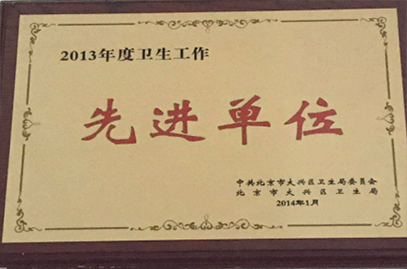 2013年度卫生工作
先进单位
中共北京市大兴区卫生局委员会
北京市大兴区卫生局
2014年1月